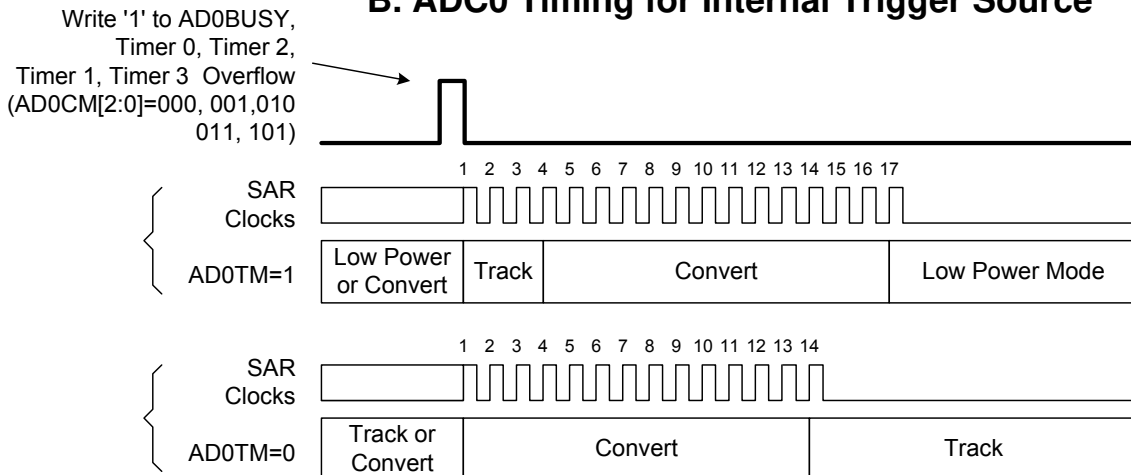 B. ADC0 Timing for Internal Trigger Source
Write '1' to AD0BUSY,
Timer 0, Timer 2,
Timer 1, Timer 3 Overflow
(AD0CM[2:0]=000, 001,010
011, 101)
1 2 3 4 5 6 7 8 9 10 11 12 13 14 15 16 17
SAR
Clocks
AD0TM=1
Low Power
or Convert
Track
Convert
Low Power Mode
1 2 3 4 5 6 7 8 9 10 11 12 13 14
SAR
Clocks
AD0TM=0
Track or
Convert
Convert
Track